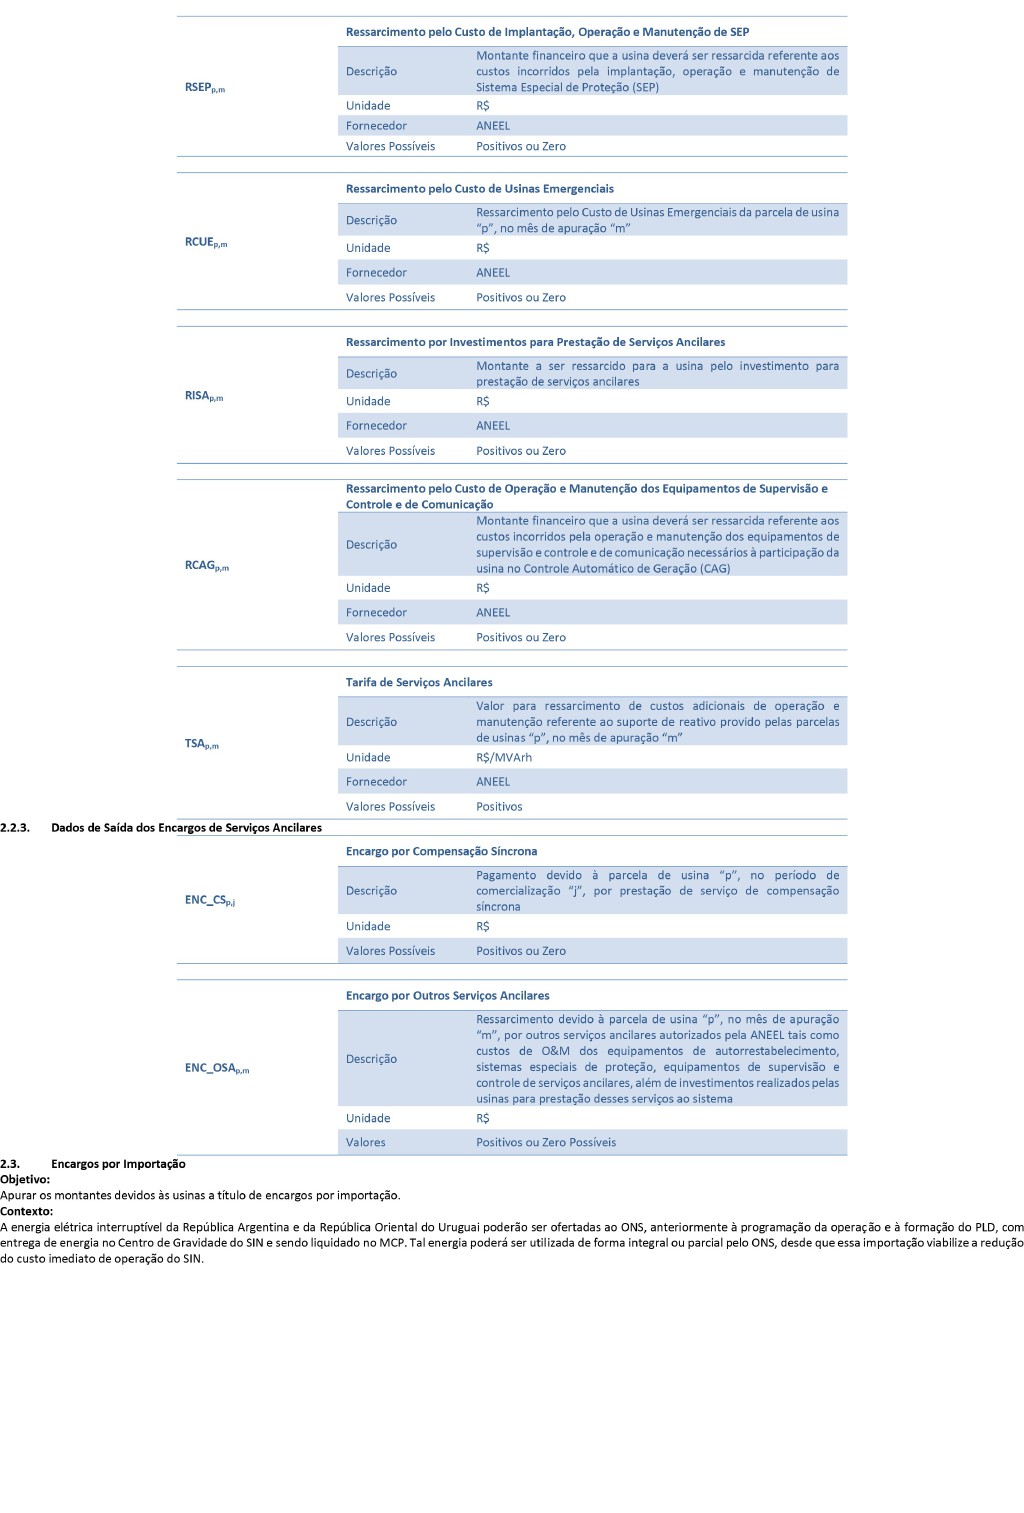 Ressarcimento pelo Custo de Implantação, Operação e Manutenção de SEP
RSEPp,m
Descrição
Montante financeiro que a usina deverá ser ressarcida referente aos
custos incorridos pela implantação, operação e manutenção de
Sistema Especial de Proteção (SEP)
Unidade R$
Fornecedor ANEEL
Valores Possíveis Positivos ou Zero
Ressarcimento pelo Custo de Usinas Emergenciais
RCUEp,m
Descrição
Ressarcimento pelo Custo de Usinas Emergenciais da parcela de usina
“p”, no mês de apuração “m”
Unidade R$
Fornecedor ANEEL
Valores Possíveis Positivos ou Zero
Ressarcimento por Investimentos para Prestação de Serviços Ancilares
RISAp,m
Descrição
Montante a ser ressarcido para a usina pelo investimento para
prestação de serviços ancilares
Unidade R$
Fornecedor ANEEL
Valores Possíveis Positivos ou Zero
Ressarcimento pelo Custo de Operação e Manutenção dos Equipamentos de Supervisão e
Controle e de Comunicação
RCAGp,m
Descrição
Montante financeiro que a usina deverá ser ressarcida referente aos
custos incorridos pela operação e manutenção dos equipamentos de
supervisão e controle e de comunicação necessários à participação da
usina no Controle Automático de Geração (CAG)
Unidade R$
Fornecedor ANEEL
Valores Possíveis Positivos ou Zero
Tarifa de Serviços Ancilares
TSAp,m
Descrição
Valor para ressarcimento de custos adicionais de operação e
manutenção referente ao suporte de reativo provido pelas parcelas
de usinas “p”, no mês de apuração “m”
Unidade R$/MVArh
Fornecedor ANEEL
Valores Possíveis Positivos
2.2.3. Dados de Saída dos Encargos de Serviços Ancilares
Encargo por Compensação Síncrona
ENC_CSp,j
Descrição
Pagamento devido à parcela de usina “p”, no período de
comercialização “j”, por prestação de serviço de compensação
síncrona
Unidade R$
Valores Possíveis Positivos ou Zero
Encargo por Outros Serviços Ancilares
ENC_OSAp,m
Descrição
Ressarcimento devido à parcela de usina “p”, no mês de apuração
“m”, por outros serviços ancilares autorizados pela ANEEL tais como
custos de O&M dos equipamentos de autorrestabelecimento,
sistemas especiais de proteção, equipamentos de supervisão e
controle de serviços ancilares, além de investimentos realizados pelas
usinas para prestação desses serviços ao sistema
Unidade R$
Valores Positivos ou Zero Possíveis
2.3. Encargos por Importação
Objetivo:
Apurar os montantes devidos às usinas a título de encargos por importação.
Contexto:
A energia elétrica interruptível da República Argentina e da República Oriental do Uruguai poderão ser ofertadas ao ONS, anteriormente à programação da operação e à formação do PLD, com
entrega de energia no Centro de Gravidade do SIN e sendo liquidado no MCP. Tal energia poderá ser utilizada de forma integral ou parcial pelo ONS, desde que essa importação viabilize a redução
do custo imediato de operação do SIN.